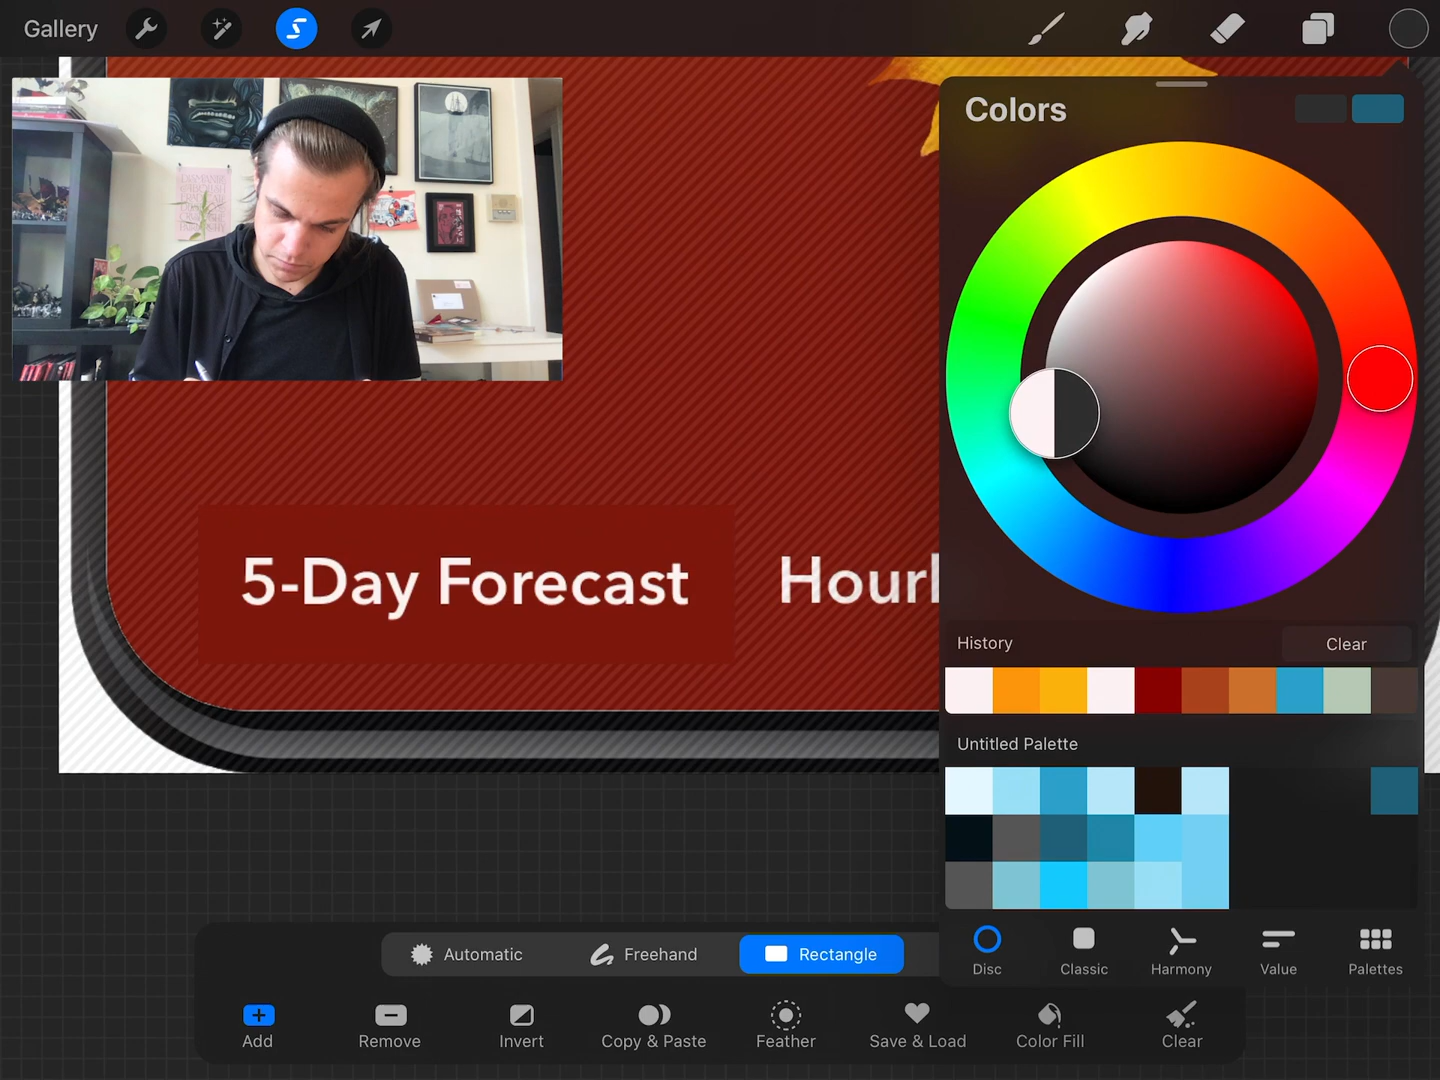 Gallery
Colors
5-Day Forecast
Hourl
History
Clear
Untitled Palette
Disc
Classic
Harmony
Value
Palettes
Automatic
Freehand
Rectangle
Add
Remove
Invert
Copy & Paste
Feather
Save & Load
Color Fill
Clear